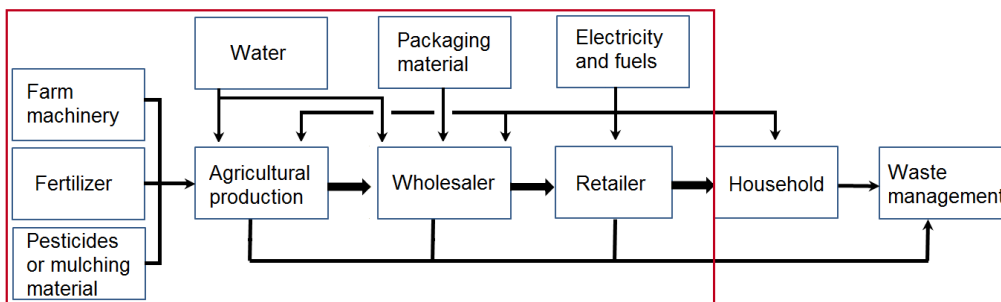 Water
Packaging
material
Electricity
and fuels
Farm
machinery
Fertilizer
Pesticides
or mulching
material
Agricultural
production
Wholesaler
Retailer
Household
Waste
management